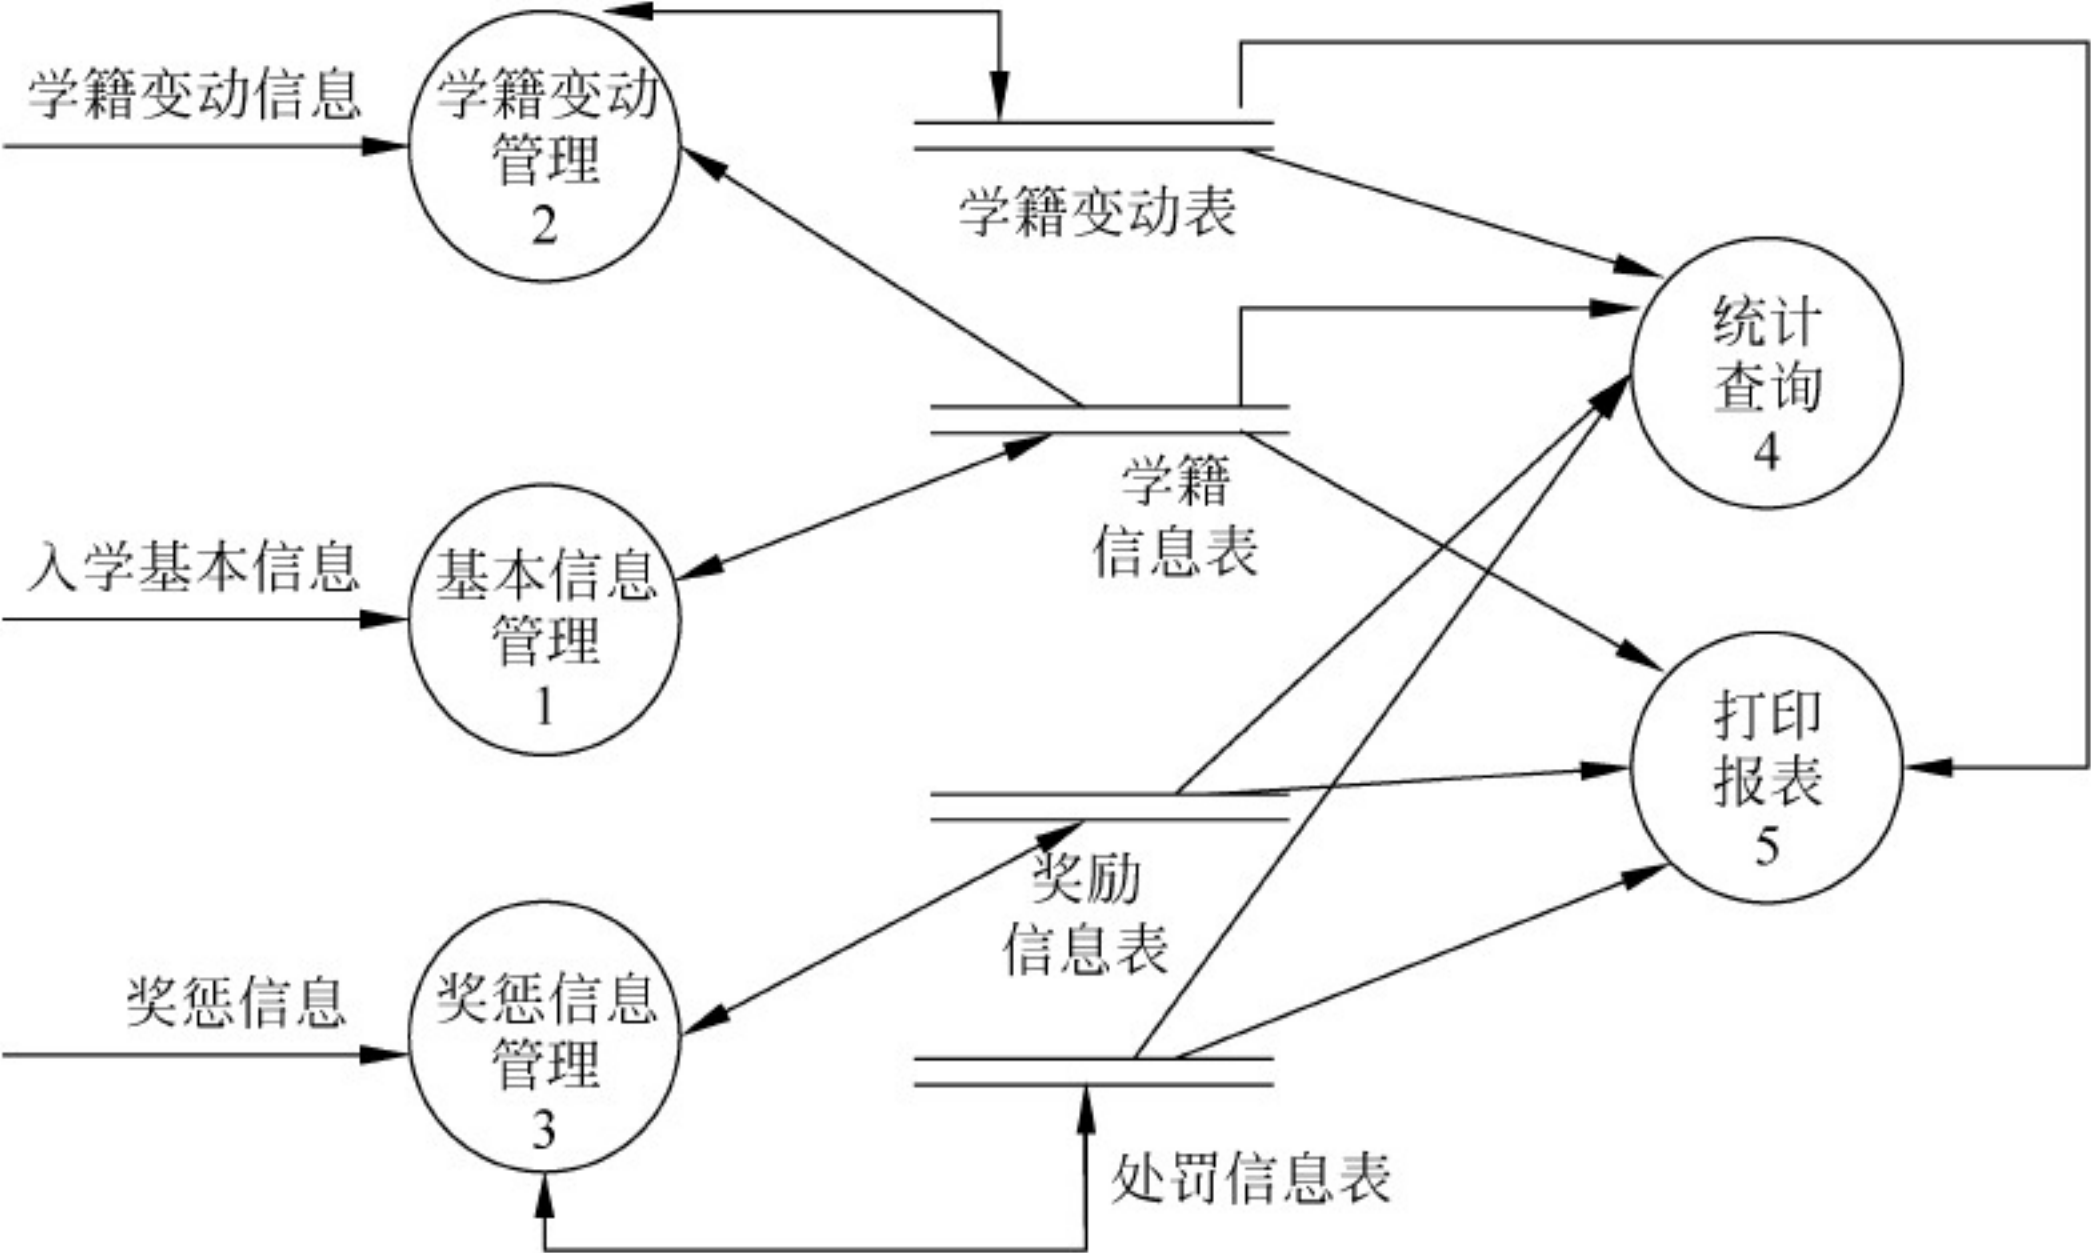 学籍变动信息
学籍变动
管理
2
学籍变动表
统计
查询
4
学籍
信息表
入学基本信息
基本信息
管理
1
打印
报表
5
奖励
信息表
奖惩信息
奖惩信息
管理
3
处罚信息表